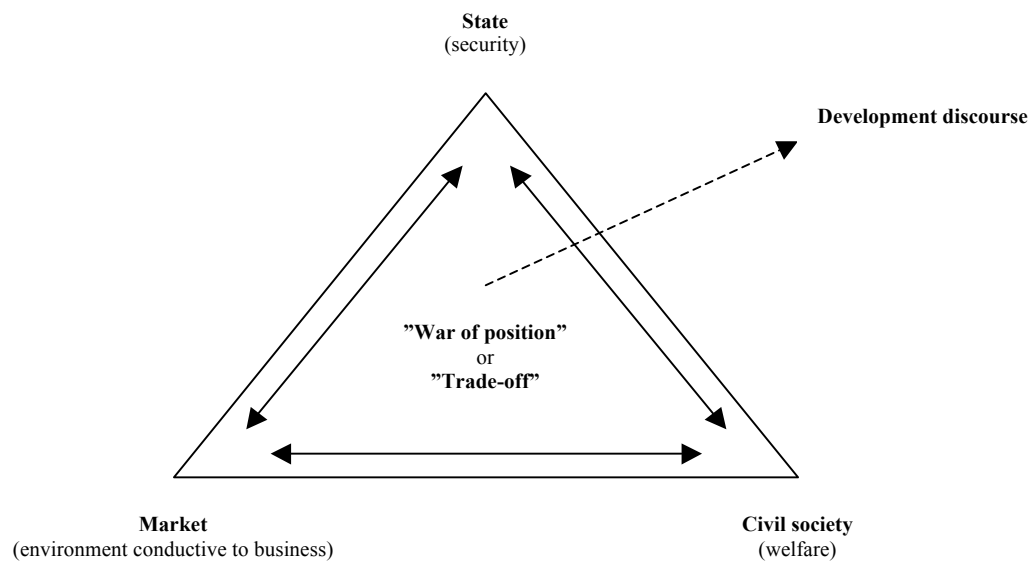 State
(security)
Development discourse
”War of position”
or
”Trade-off”
Market
(environment conductive to business)
Civil society
(welfare)